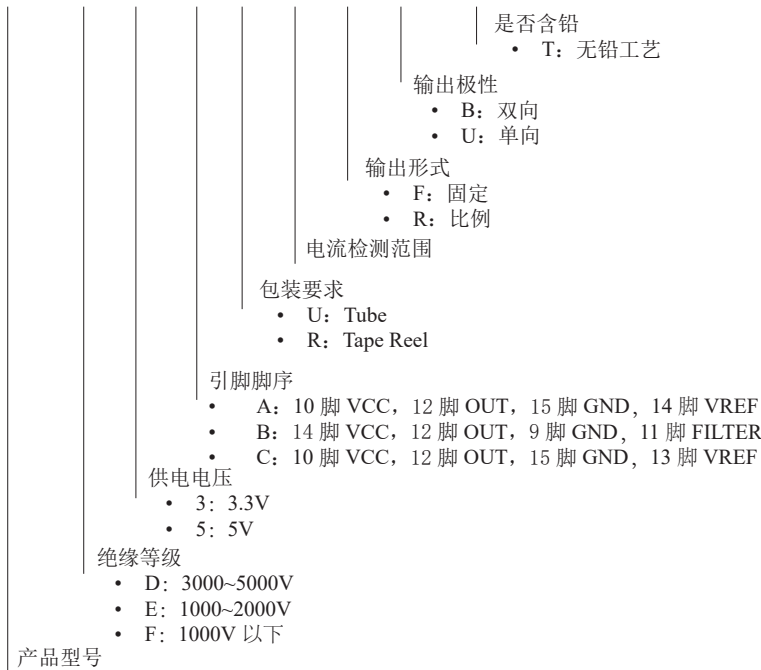 是否含铅
• T：无铅工艺
输出极性
• B：双向
• U：单向
输出形式
• F：固定
• R：比例
电流检测范围
包装要求
• U：Tube
• R：Tape Reel
引脚脚序
• A：10 脚 VCC，12 脚 OUT，15 脚 GND，14 脚 VREF
• B：14 脚 VCC，12 脚 OUT，9 脚 GND，11 脚 FILTER
• C：10 脚 VCC，12 脚 OUT，15 脚 GND，13 脚 VREF
供电电压
• 3：3.3V
• 5：5V
绝缘等级
• D：3000~5000V
• E：1000~2000V
• F：1000V 以下
产品型号